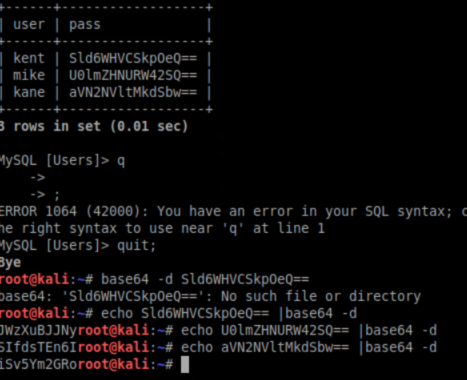 +------+------------------+
| user | pass             |
+------+------------------+
| kent | Sld6WHVCSkpOeQ== |
| mike | U0lmZHNURW42SQ== |
| kane | aVN2NVltMkdSbw== |
+------+------------------+
3 rows in set (0.01 sec)
MySQL [Users]> q
    ->
    -> ;
ERROR 1064 (42000): You have an error in your SQL syntax; c
he right syntax to use near 'q' at line 1
MySQL [Users]> quit;
Bye
root@kali:~# base64 -d Sld6WHVCSkpOeQ==
base64: 'Sld6WHVCSkpOeQ==': No such file or directory
root@kali:~# echo Sld6WHVCSkpOeQ== |base64 -d
JWzXuBJJNyroot@kali:~# echo U0lmZHNURW42SQ== |base64 -d
SIfdsTEn6Iroot@kali:~# echo aVN2NVltMkdSbw== |base64 -d
iSv5Ym2GRoroot@kali:~#